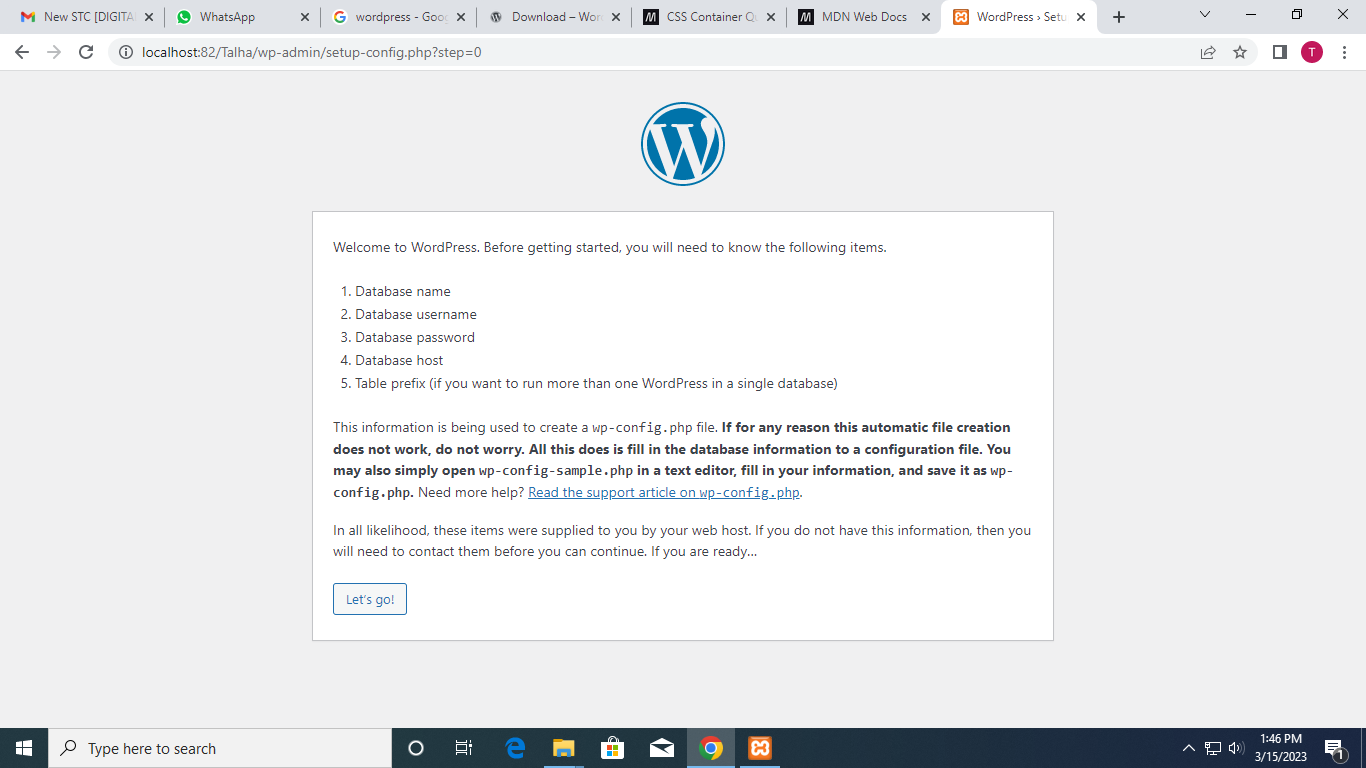 New STC [DIGITA
WhatsApp
wordpress - Goog
Download – Wor
CSS Container Qu
MDN Web Docs
WordPress › Setu
localhost:82/Talha/wp-admin/setup-config.php?step=0
T
Welcome to WordPress. Before getting started, you will need to know the following items.
1. Database name
2. Database username
3. Database password
4. Database host
5. Table prefix (if you want to run more than one WordPress in a single database)
This information is being used to create a wp-config.php file. If for any reason this automatic file creation
does not work, do not worry. All this does is fill in the database information to a configuration file. You
may also simply open wp-config-sample.php in a text editor, fill in your information, and save it as wp-
config.php. Need more help? Read the support article on wp-config.php.
In all likelihood, these items were supplied to you by your web host. If you do not have this information, then you
will need to contact them before you can continue. If you are ready…
Let's go!
Type here to search
1:46 PM
3/15/2023
1